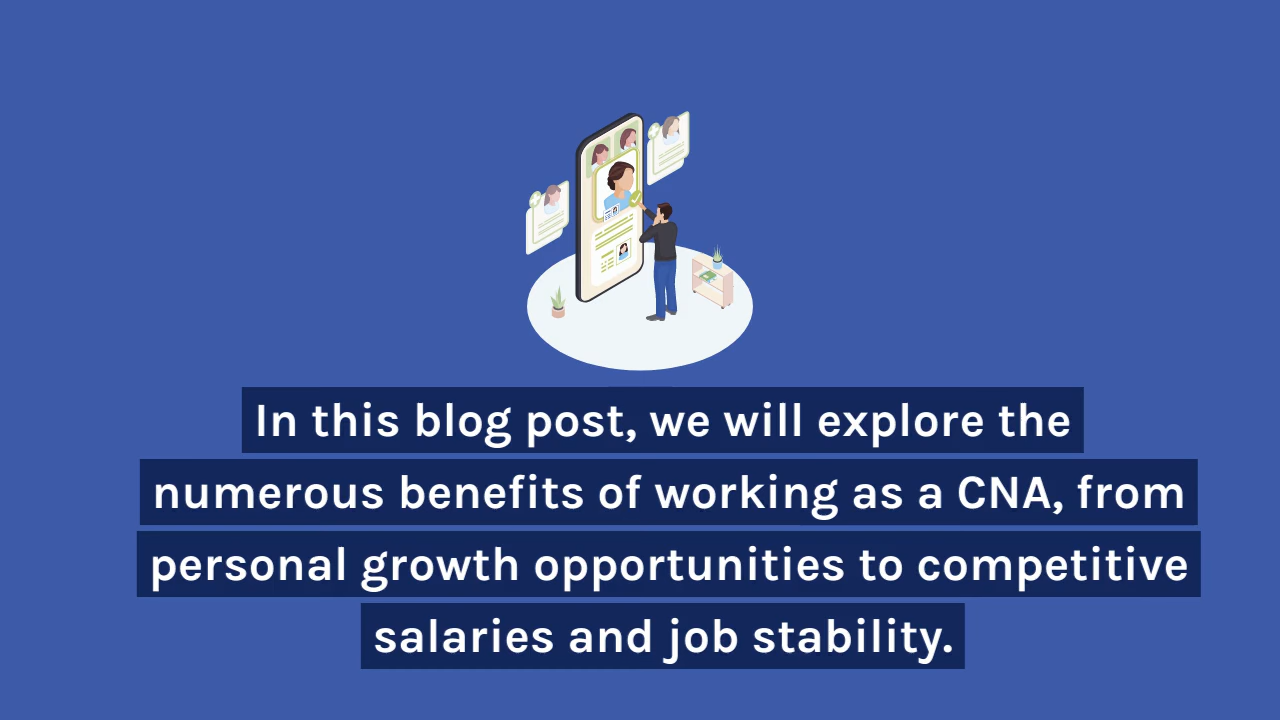 In this blog post, we will explore the
numerous benefits of working as a CNA, from
personal growth opportunities to competitive
salaries and job stability.